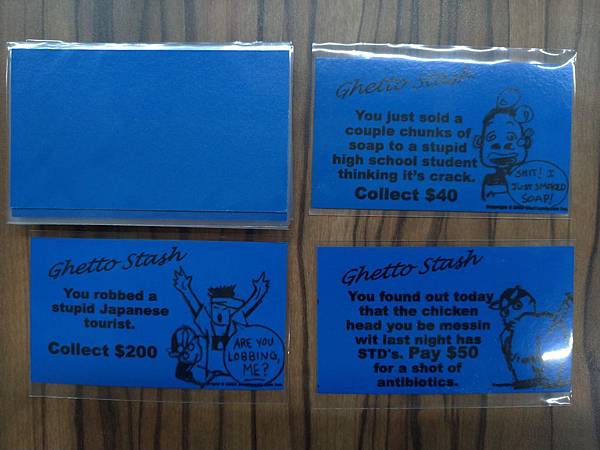 Ghetto Stash
You just sold a
couple chunks of
soap to a stupid
high school student
thinking it's crack.
Collect $40
SHIT! I
JUST SMOKED
SOAP!
Ghetto Stash
You robbed a
stupid Japanese
tourist.
Collect $200
ARE YOU
LOBBING
ME?
Ghetto Stash
You found out today
that the chicken
head you be messin
wit last night has
STD's. Pay $50
for a shot of
antibiotics.